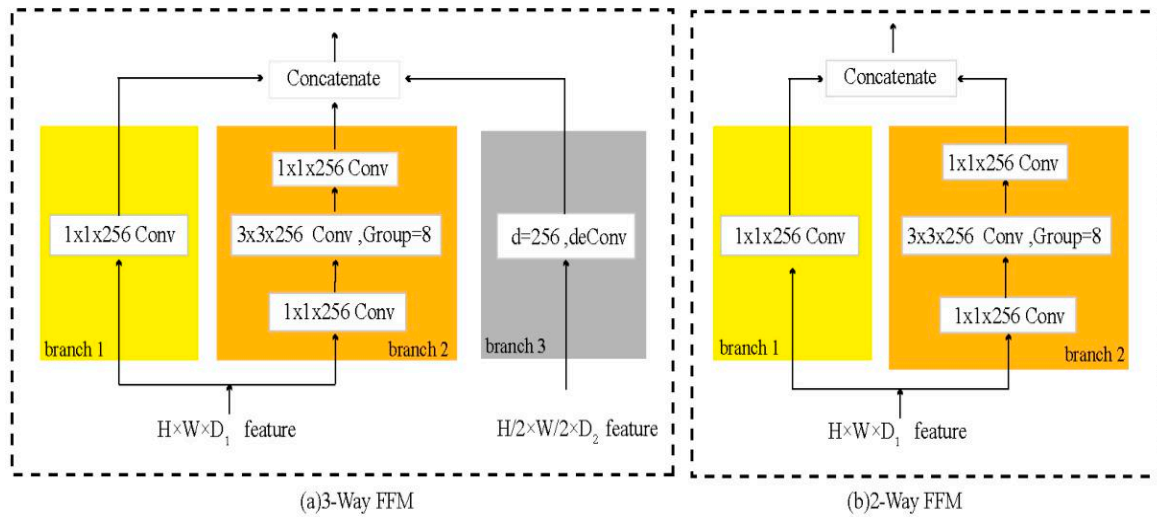 Concatenate
1x1x256 Conv
1x1x256 Conv
3x3x256 Conv ,Group=8
d=256 ,deConv
1x1x256 Conv
branch 1
branch 2
branch 3
H×W×D₁ feature
H/2×W/2×D₂ feature
(a)3-Way FFM
Concatenate
1x1x256 Conv
1x1x256 Conv
3x3x256 Conv ,Group=8
1x1x256 Conv
branch 1
branch 2
H×W×D₁ feature
(b)2-Way FFM